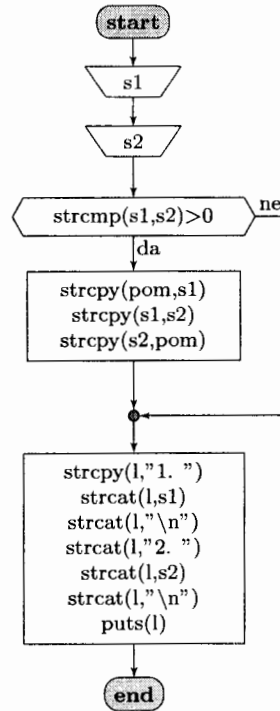 start
s1
s2
strcmp(s1,s2)>0
ne
da
strcpy(pom,s1)
strcpy(s1,s2)
strcpy(s2,pom)
strcpy(l,"1. ")
strcat(l,s1)
strcat(l,"\n")
strcat(l,"2. ")
strcat(l,s2)
strcat(l,"\n")
puts(l)
end